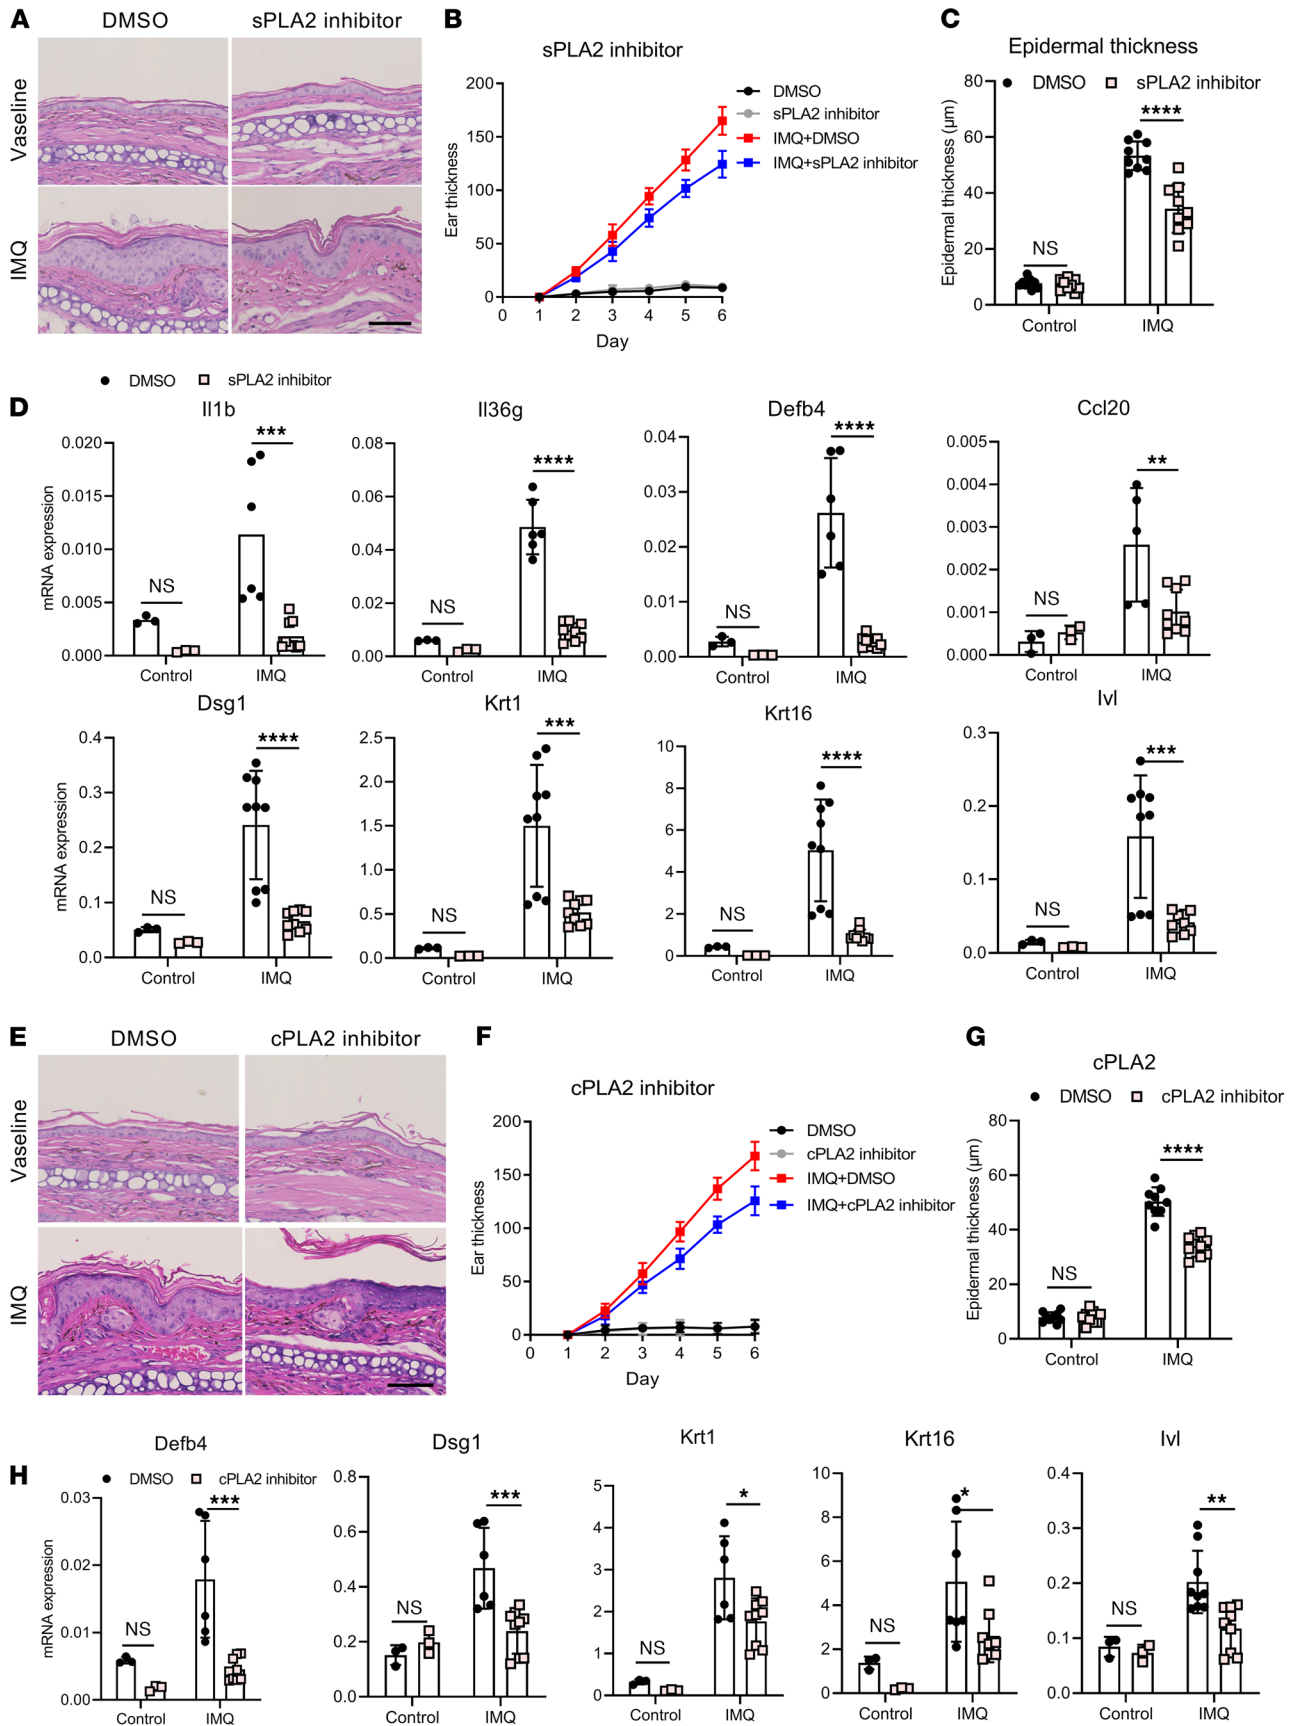 A
DMSO
sPLA2 inhibitor
Vaseline
IMQ
B
sPLA2 inhibitor
Ear thickness
200
150
100
50
0
0 1 2 3 4 5 6
Day
DMSO
sPLA2 inhibitor
IMQ+DMSO
IMQ+sPLA2 inhibitor
C
Epidermal thickness
DMSO sPLA2 inhibitor
Epidermal thickness (μm)
80
60
40
20
0
NS
****
Control IMQ
D
DMSO sPLA2 inhibitor
Il1b
mRNA expression
0.020
0.015
0.010
0.005
0.000
NS
***
Control IMQ
Il36g
0.08
0.06
0.04
0.02
0.00
NS
****
Control IMQ
Defb4
0.04
0.03
0.02
0.01
0.00
NS
****
Control IMQ
Ccl20
0.005
0.004
0.003
0.002
0.001
0.000
NS
**
Control IMQ
Dsg1
mRNA expression
0.4
0.3
0.2
0.1
0.0
NS
****
Control IMQ
Krt1
2.5
2.0
1.5
1.0
0.5
0.0
NS
***
Control IMQ
Krt16
10
8
6
4
2
0
NS
****
Control IMQ
Ivl
0.3
0.2
0.1
0.0
NS
***
Control IMQ
E
DMSO
cPLA2 inhibitor
Vaseline
IMQ
F
cPLA2 inhibitor
Ear thickness
200
150
100
50
0
0 1 2 3 4 5 6
Day
DMSO
cPLA2 inhibitor
IMQ+DMSO
IMQ+cPLA2 inhibitor
G
cPLA2
DMSO cPLA2 inhibitor
Epidermal thickness (μm)
80
60
40
20
0
NS
****
Control IMQ
H
Defb4
DMSO cPLA2 inhibitor
mRNA expression
0.03
0.02
0.01
0.00
NS
***
Control IMQ
Dsg1
0.8
0.6
0.4
0.2
0.0
NS
***
Control IMQ
Krt1
5
4
3
2
1
0
NS
*
Control IMQ
Krt16
10
8
6
4
2
0
NS
*
Control IMQ
Ivl
0.4
0.3
0.2
0.1
0.0
NS
**
Control IMQ